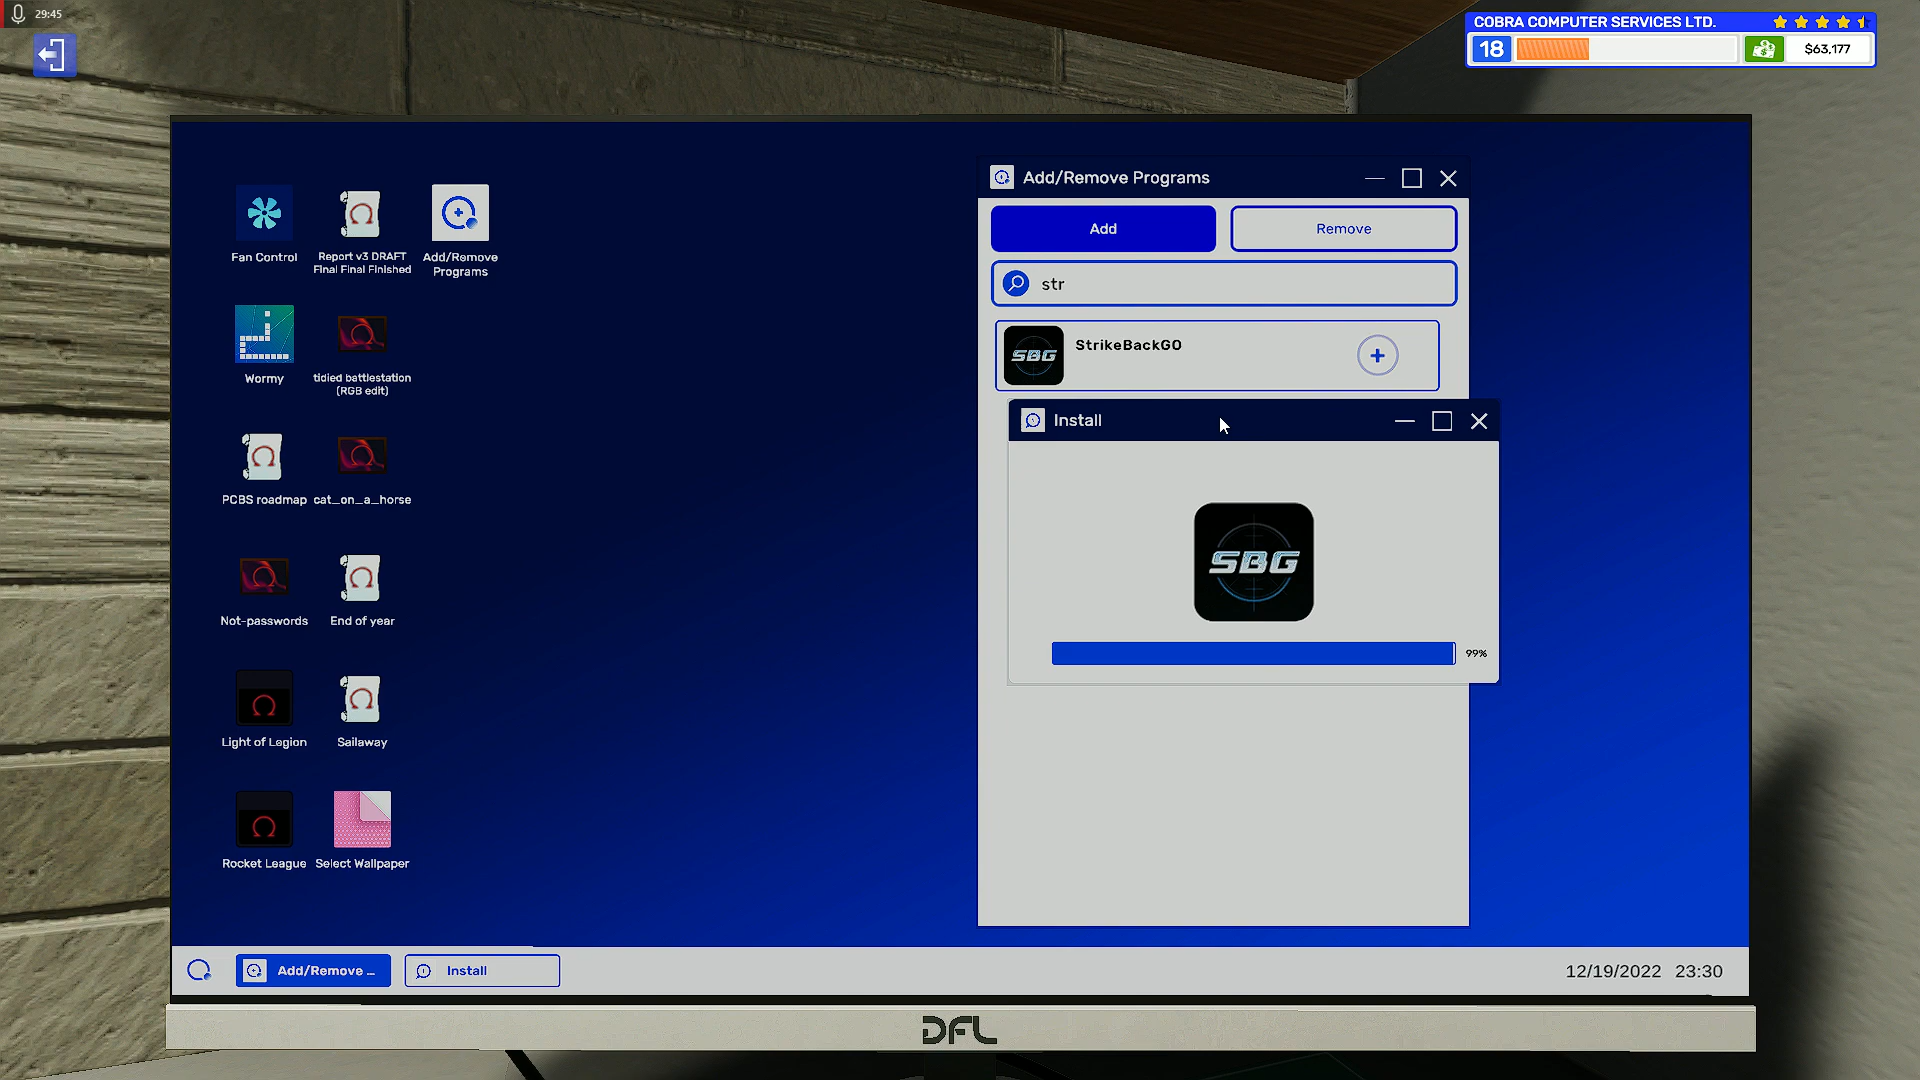 29:45
COBRA COMPUTER SERVICES LTD.
18
$63,177
Fan Control
Report v3 DRAFT
Final Final Finished
Add/Remove
Programs
Wormy
tidied battlestation
(RGB edit)
PCBS roadmap
cat_on_a_horse
Not-passwords
End of year
Light of Legion
Sailaway
Rocket League
Select Wallpaper
Add/Remove Programs
Add
Remove
str
SBG
StrikeBackGO
Install
SBG
99%
Add/Remove ...
Install
12/19/2022 23:30
DFL